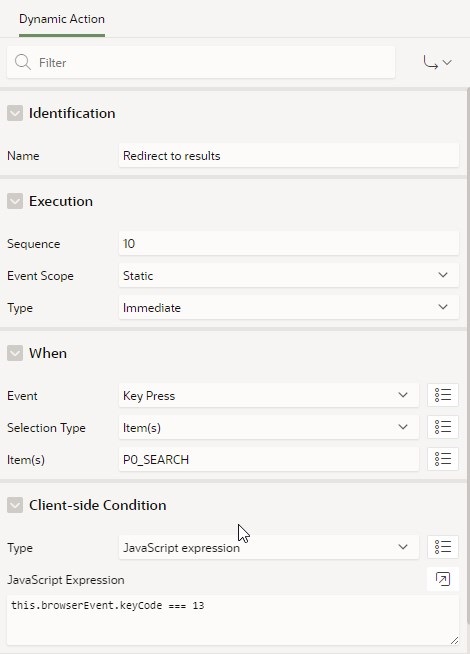 Dynamic Action
Filter
Identification
Name Redirect to results
Execution
Sequence 10
Event Scope Static
Type Immediate
When
Event Key Press
Selection Type Item(s)
Item(s) P0_SEARCH
Client-side Condition
Type JavaScript expression
JavaScript Expression
this.browserEvent.keyCode === 13